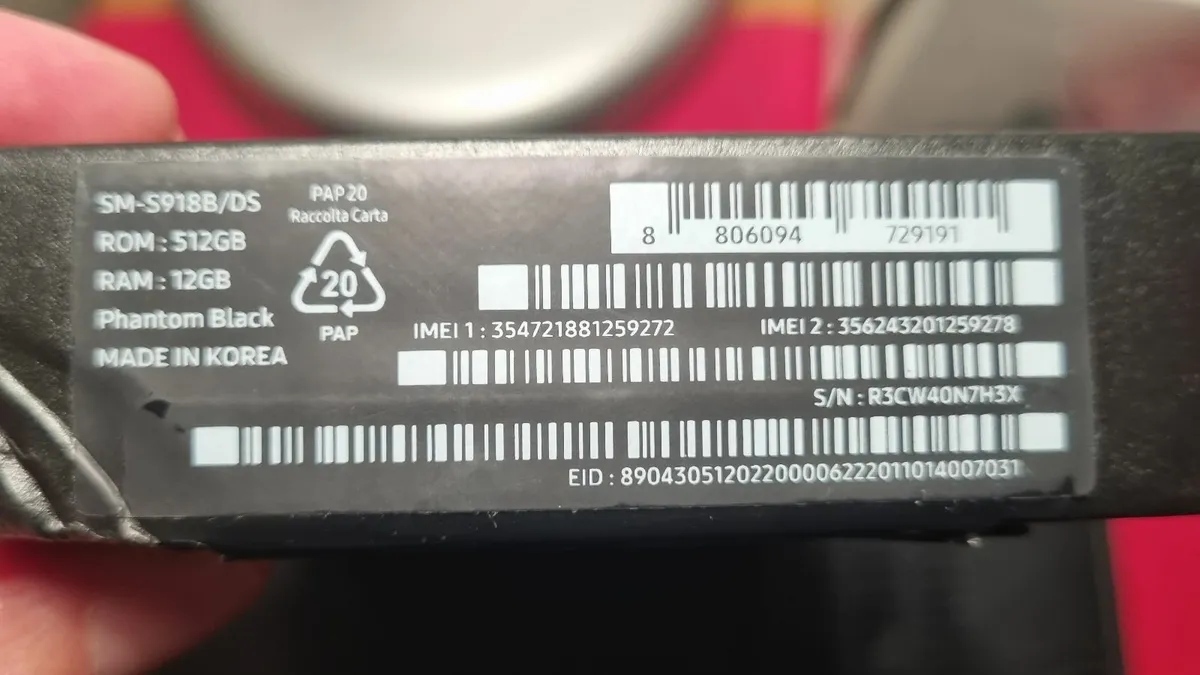 SM-S918B/DS
ROM : 512GB
RAM : 12GB
Phantom Black
MADE IN KOREA
PAP 20
Raccolta Carta
20
PAP
8 806094 729191
IMEI 1 : 354721881259272
IMEI 2 : 356243201259278
S/N : R3CW40N7H3X
EID : 89043051202200006222011014007031